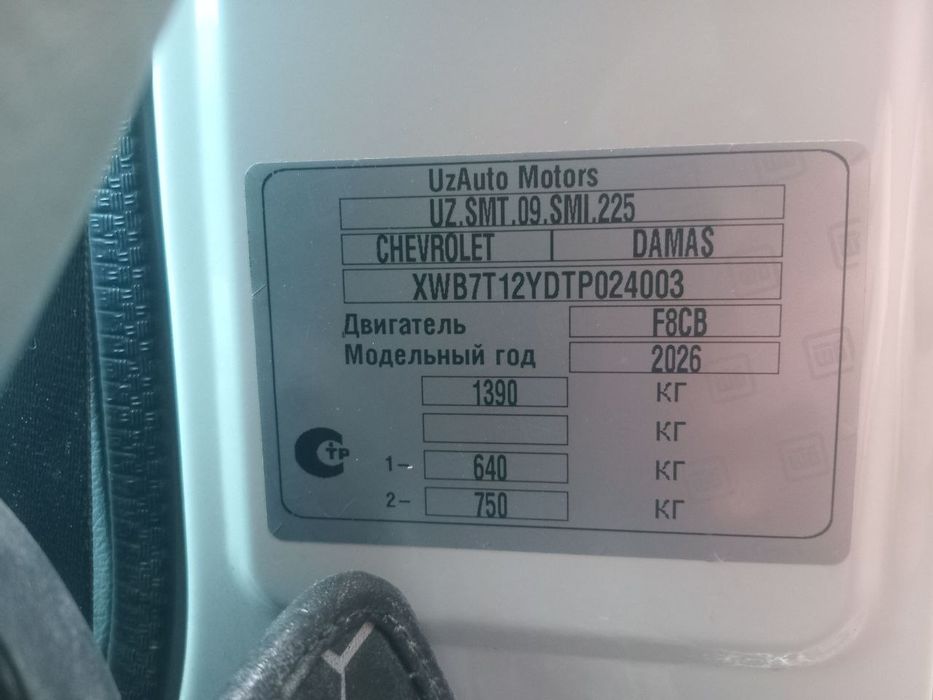 UzAuto Motors
UZ.SMT.09.SMI.225
CHEVROLET DAMAS
XWB7T12YDTP024003
Двигатель F8CB
Модельный год 2026
1390 КГ
КГ
1- 640 КГ
2- 750 КГ
Стр